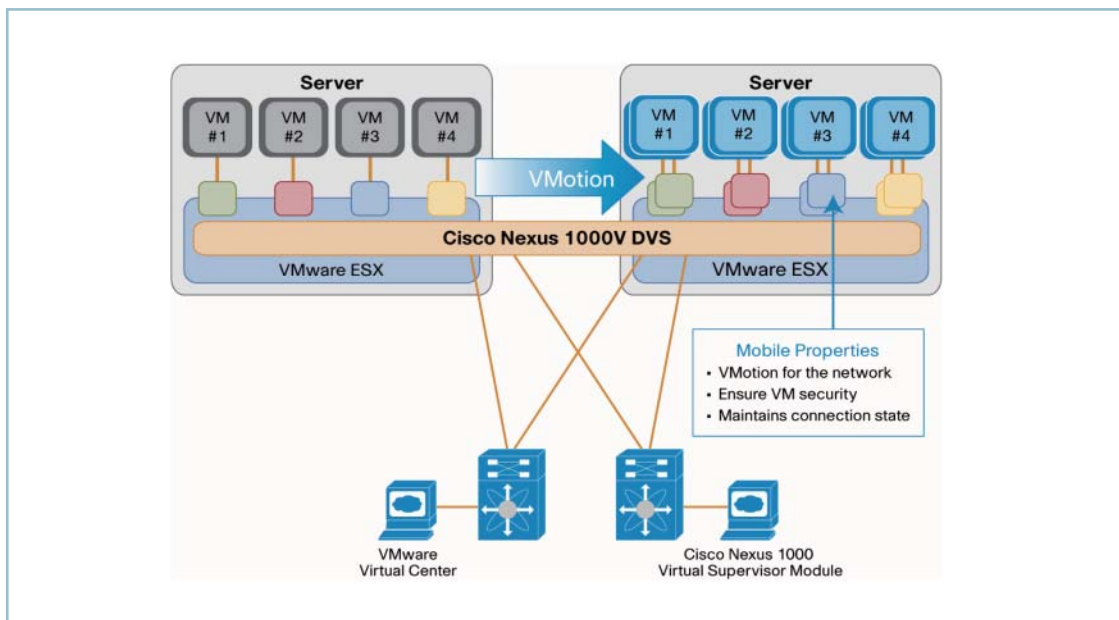 Server
VM
#1
VM
#2
VM
#3
VM
#4
VMotion
Server
VM
#1
VM
#2
VM
#3
VM
#4
Cisco Nexus 1000V DVS
VMware ESX
VMware ESX
Mobile Properties
• VMotion for the network
• Ensure VM security
• Maintains connection state
VMware
Virtual Center
Cisco Nexus 1000
Virtual Supervisor Module